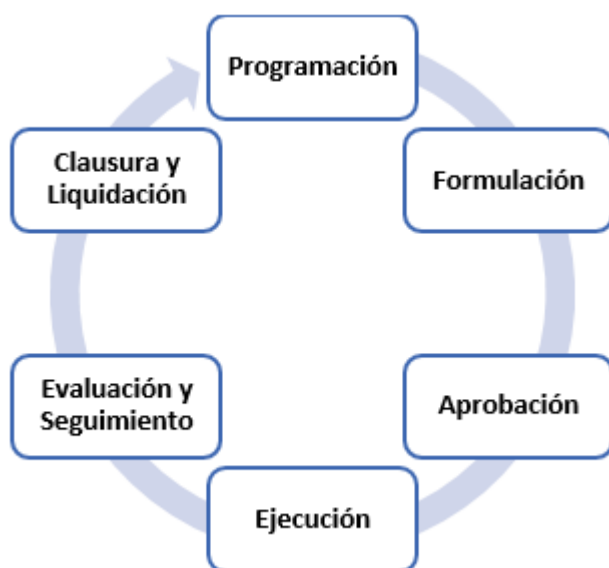 Programación
Formulación
Aprobación
Ejecución
Evaluación y
Seguimiento
Clausura y
Liquidación